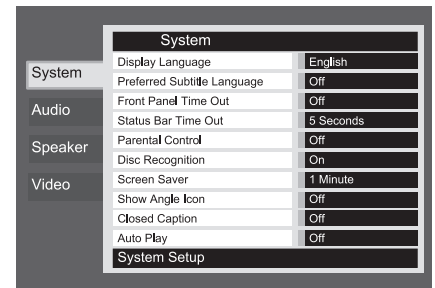 System
System
Audio
Speaker
Video
Display Language English
Preferred Subtitle Language Off
Front Panel Time Out Off
Status Bar Time Out 5 Seconds
Parental Control Off
Disc Recognition On
Screen Saver 1 Minute
Show Angle Icon Off
Closed Caption Off
Auto Play Off
System Setup